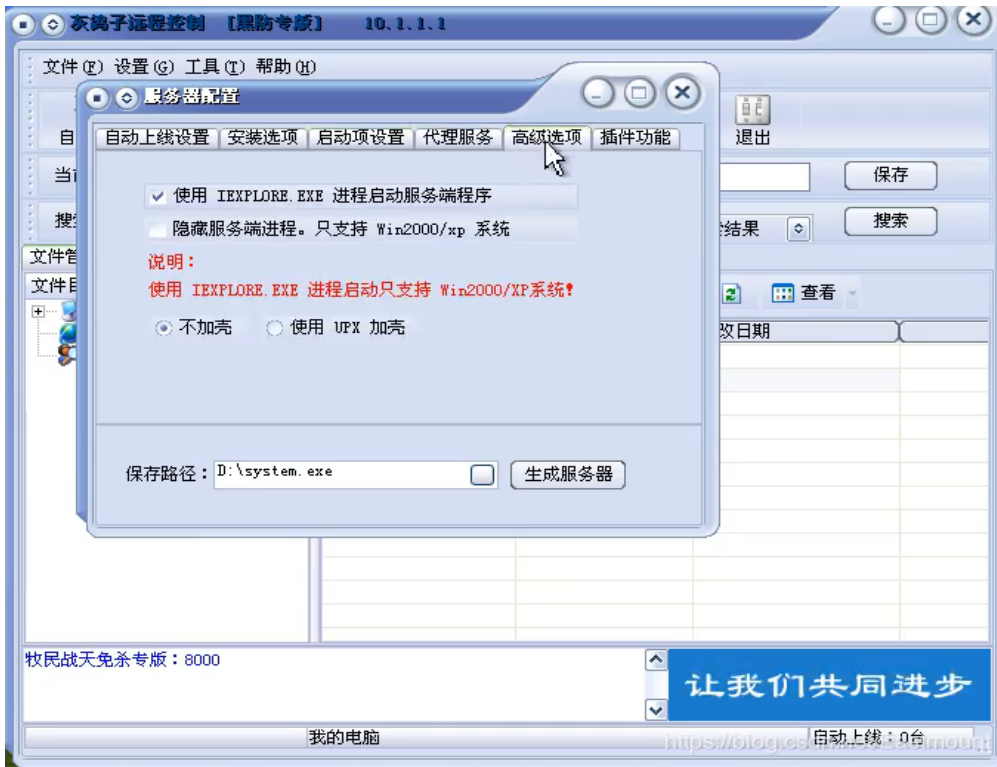 灰鸽子远程控制 [黑防专版] 10.1.1.1
文件(F) 设置(G) 工具(T) 帮助(H)
服务器配置
自动上线设置 安装选项 启动项设置 代理服务 高级选项 插件功能
自
退出
使用 IEXPLORE.EXE 进程启动服务端程序
保存
隐藏服务端进程。只支持 Win2000/xp 系统
结果
搜索
说明:
文件
使用 IEXPLORE.EXE 进程启动只支持 Win2000/XP系统!
查看
不加壳 使用 UPX 加壳
改日期
保存路径: D:\system.exe 生成服务器
牧民战天免杀专版:8000
让我们共同进步
我的电脑
自动上线:0台